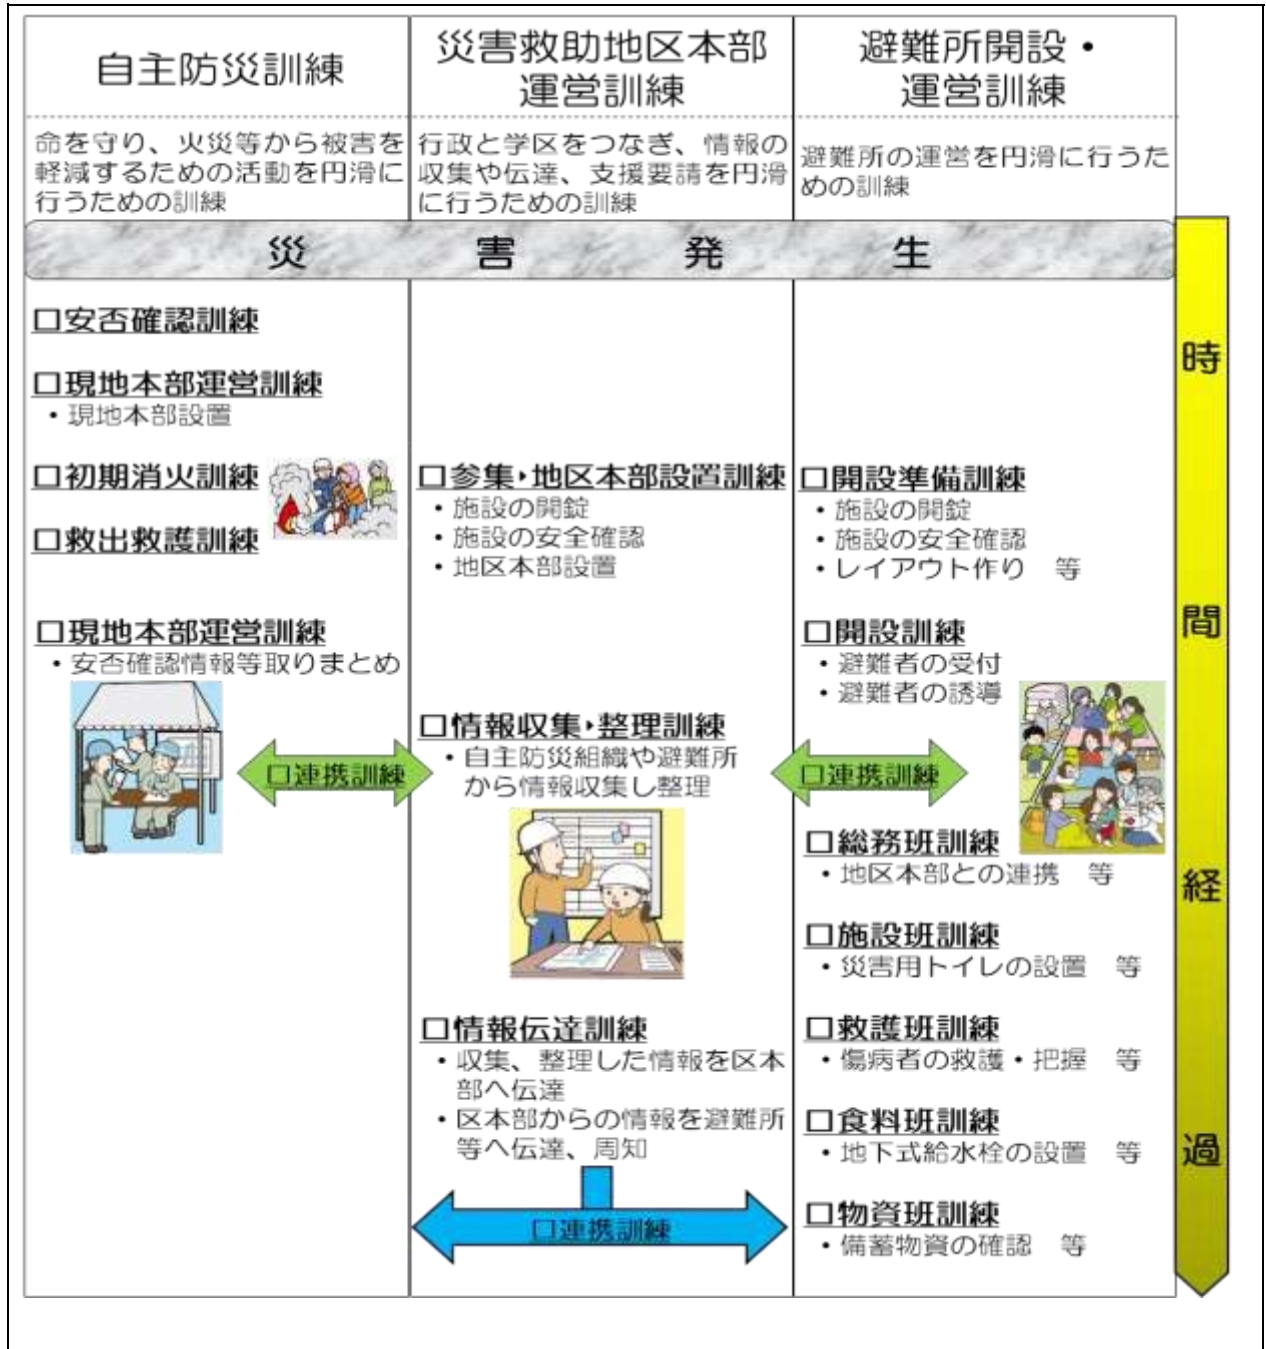 自主防災訓練
災害救助地区本部
運営訓練
避難所開設・
運営訓練
命を守り、火災等から被害を
軽減するための活動を円滑に
行うための訓練
行政と学区をつなぎ、情報の
収集や伝達、支援要請を円滑
に行うための訓練
避難所の運営を円滑に行うた
めの訓練
災害発生
□安否確認訓練
□現地本部運営訓練
・現地本部設置
□初期消火訓練
□救出救護訓練
□現地本部運営訓練
・安否確認情報等取りまとめ
□連携訓練
□参集・地区本部設置訓練
・施設の開錠
・施設の安全確認
・地区本部設置
□情報収集・整理訓練
・自主防災組織や避難所
から情報収集し整理
□情報伝達訓練
・収集、整理した情報を区本
部へ伝達
・区本部からの情報を避難所
等へ伝達、周知
□連携訓練
□連携訓練
□開設準備訓練
・施設の開錠
・施設の安全確認
・レイアウト作り　等
□開設訓練
・避難者の受付
・避難者の誘導
□総務班訓練
・地区本部との連携　等
□施設班訓練
・災害用トイレの設置　等
□救護班訓練
・傷病者の救護・把握　等
□食料班訓練
・地下式給水栓の設置　等
□物資班訓練
・備蓄物資の確認　等
時間経過